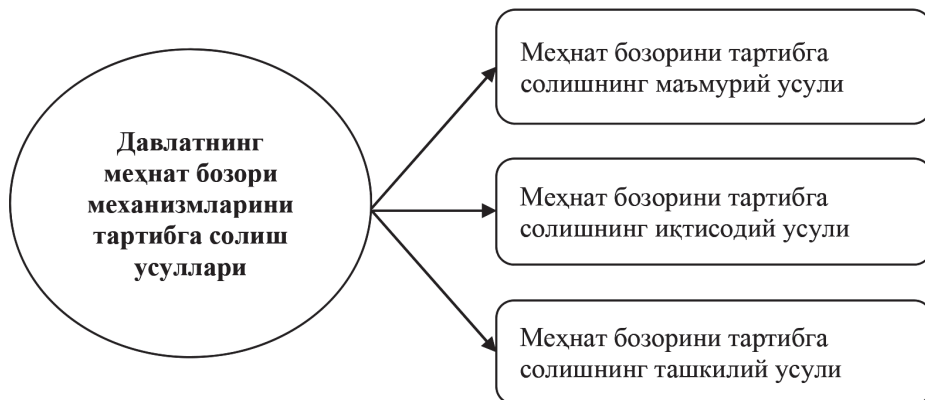 Давлатнинг
меҳнат бозори
механизмларини
тартибга солиш
усуллари
Меҳнат бозорини тартибга
солишнинг маъмурий усули
Меҳнат бозорини тартибга
солишнинг иқтисодий усули
Меҳнат бозорини тартибга
солишнинг ташкилий усули